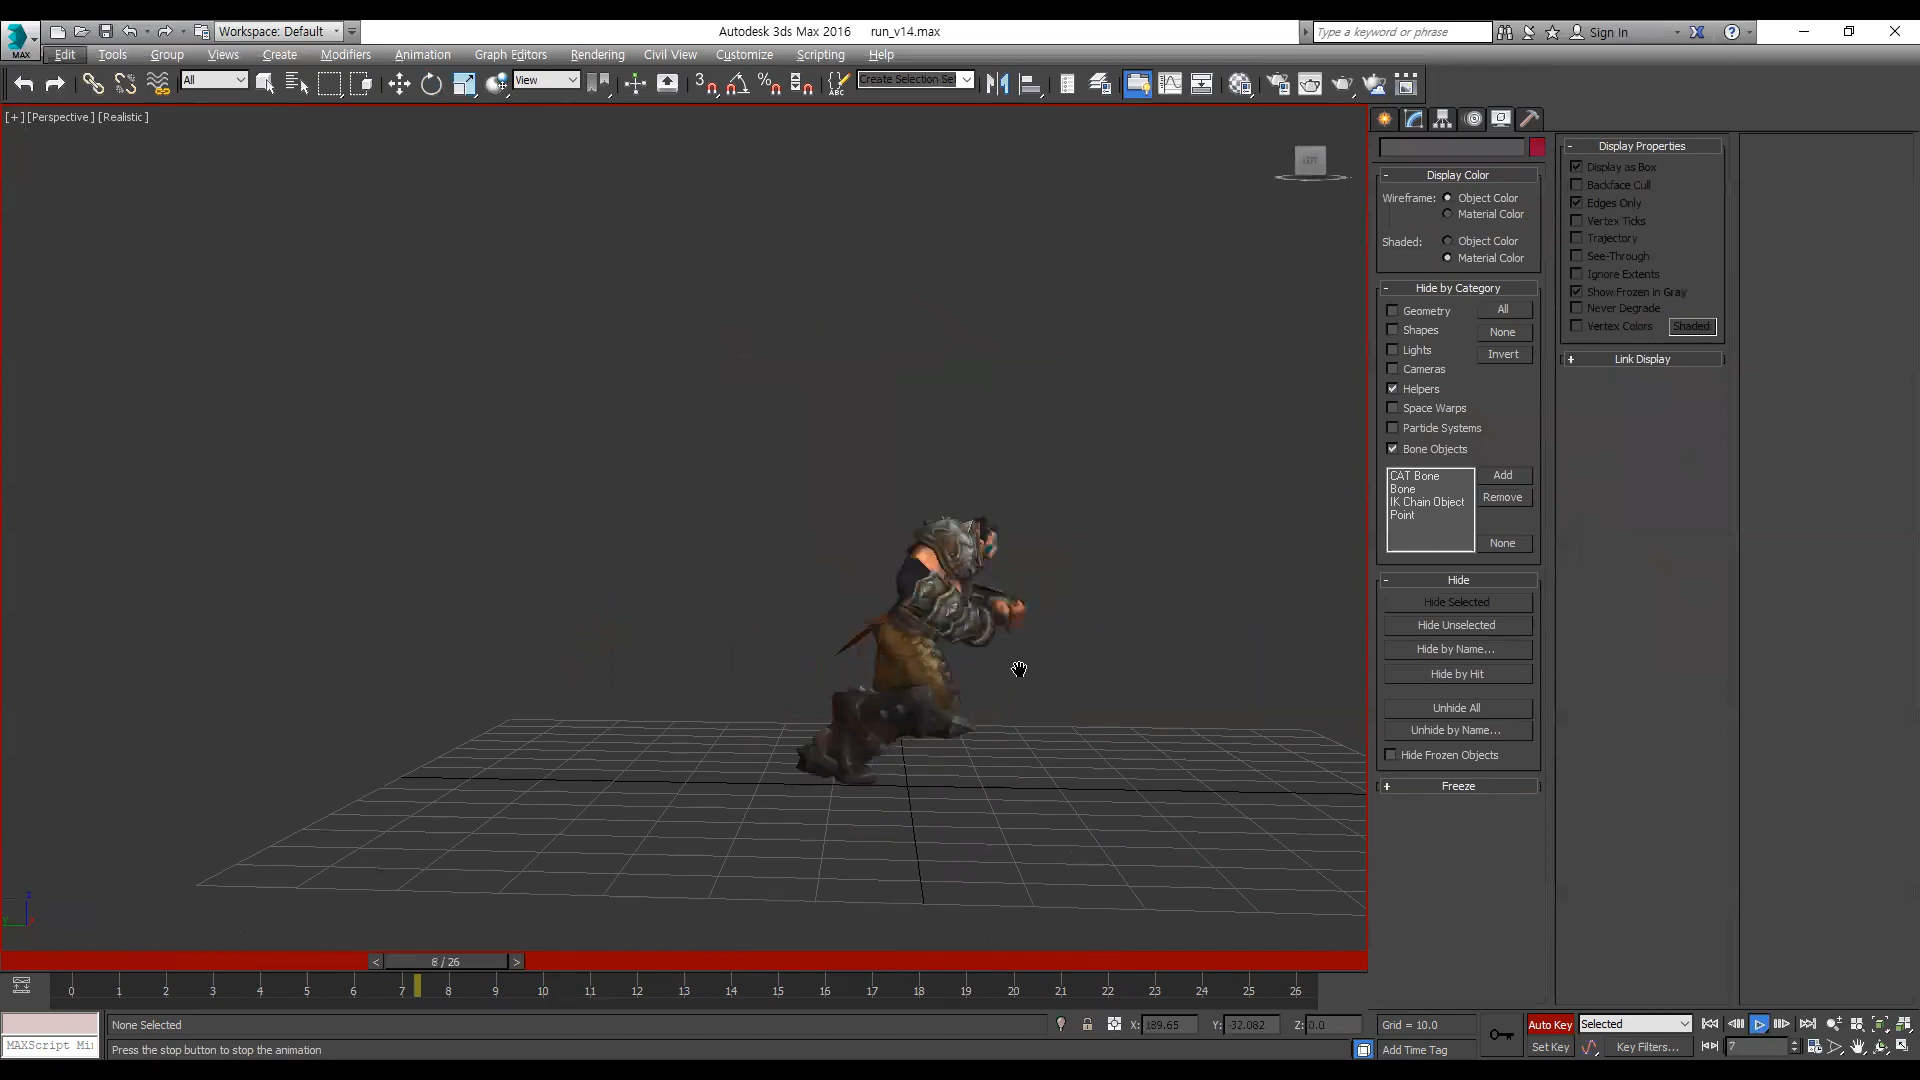 Workspace: Default
Autodesk 3ds Max 2016 run_v14.max
Type a keyword or phrase
Sign In
MAX
Edit Tools Group Views Create Modifiers Animation Graph Editors Rendering Civil View Customize Scripting Help
All
View
3
ABC
Create Selection Se
[+] [Perspective] [Realistic]
LEFT
Display Color
Wireframe: Object Color
Material Color
Shaded: Object Color
Material Color
Hide by Category
Geometry All
Shapes None
Lights Invert
Cameras
Helpers
Space Warps
Particle Systems
Bone Objects
CAT Bone Add
Bone
IK Chain Object Remove
Point
None
Hide
Hide Selected
Hide Unselected
Hide by Name...
Hide by Hit
Unhide All
Unhide by Name...
Hide Frozen Objects
Freeze
Display Properties
Display as Box
Backface Cull
Edges Only
Vertex Ticks
Trajectory
See-Through
Ignore Extents
Show Frozen in Gray
Never Degrade
Vertex Colors Shaded
Link Display
z
< / 26 >
0 1 2 3 4 5 6 7 8 9 10 11 12 13 14 15 16 17 18 19 20 21 22 23 24 25 26
None Selected
X: 189.65 Y: -32.082 Z: 0.0 Grid = 10.0
Auto Key Selected
MAXScript Mi
Press the stop button to stop the animation
Add Time Tag
Set Key Key Filters... 7